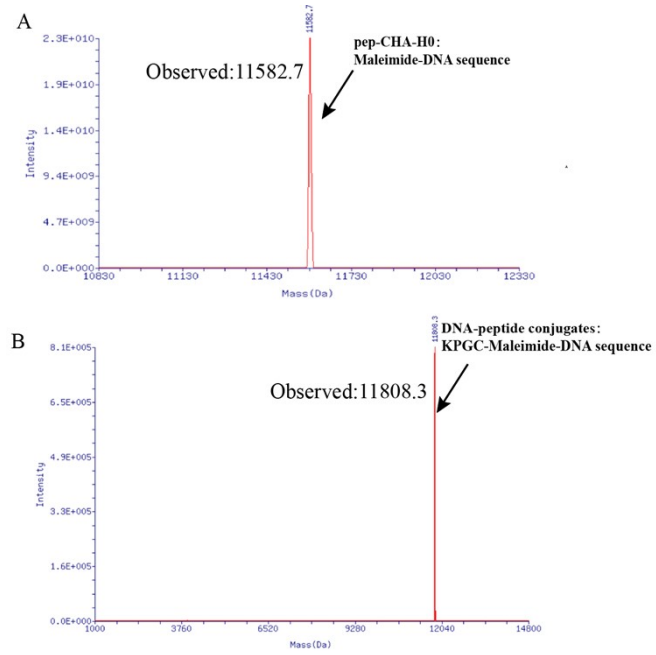 A
11582.7
2.3E+010
1.9E+010
1.4E+010
9.4E+009
4.7E+009
0.0E+000
Intensity
Observed:11582.7
pep-CHA-H0:
Maleimide-DNA sequence
10830 11130 11430 11730 12030 12330
Mass(Da)
B
11808.3
8.1E+005
6.5E+005
4.9E+005
3.3E+005
1.6E+005
0.0E+000
Intensity
Observed:11808.3
DNA-peptide conjugates:
KPGC-Maleimide-DNA sequence
1000 3760 6520 9280 12040 14800
Mass(Da)